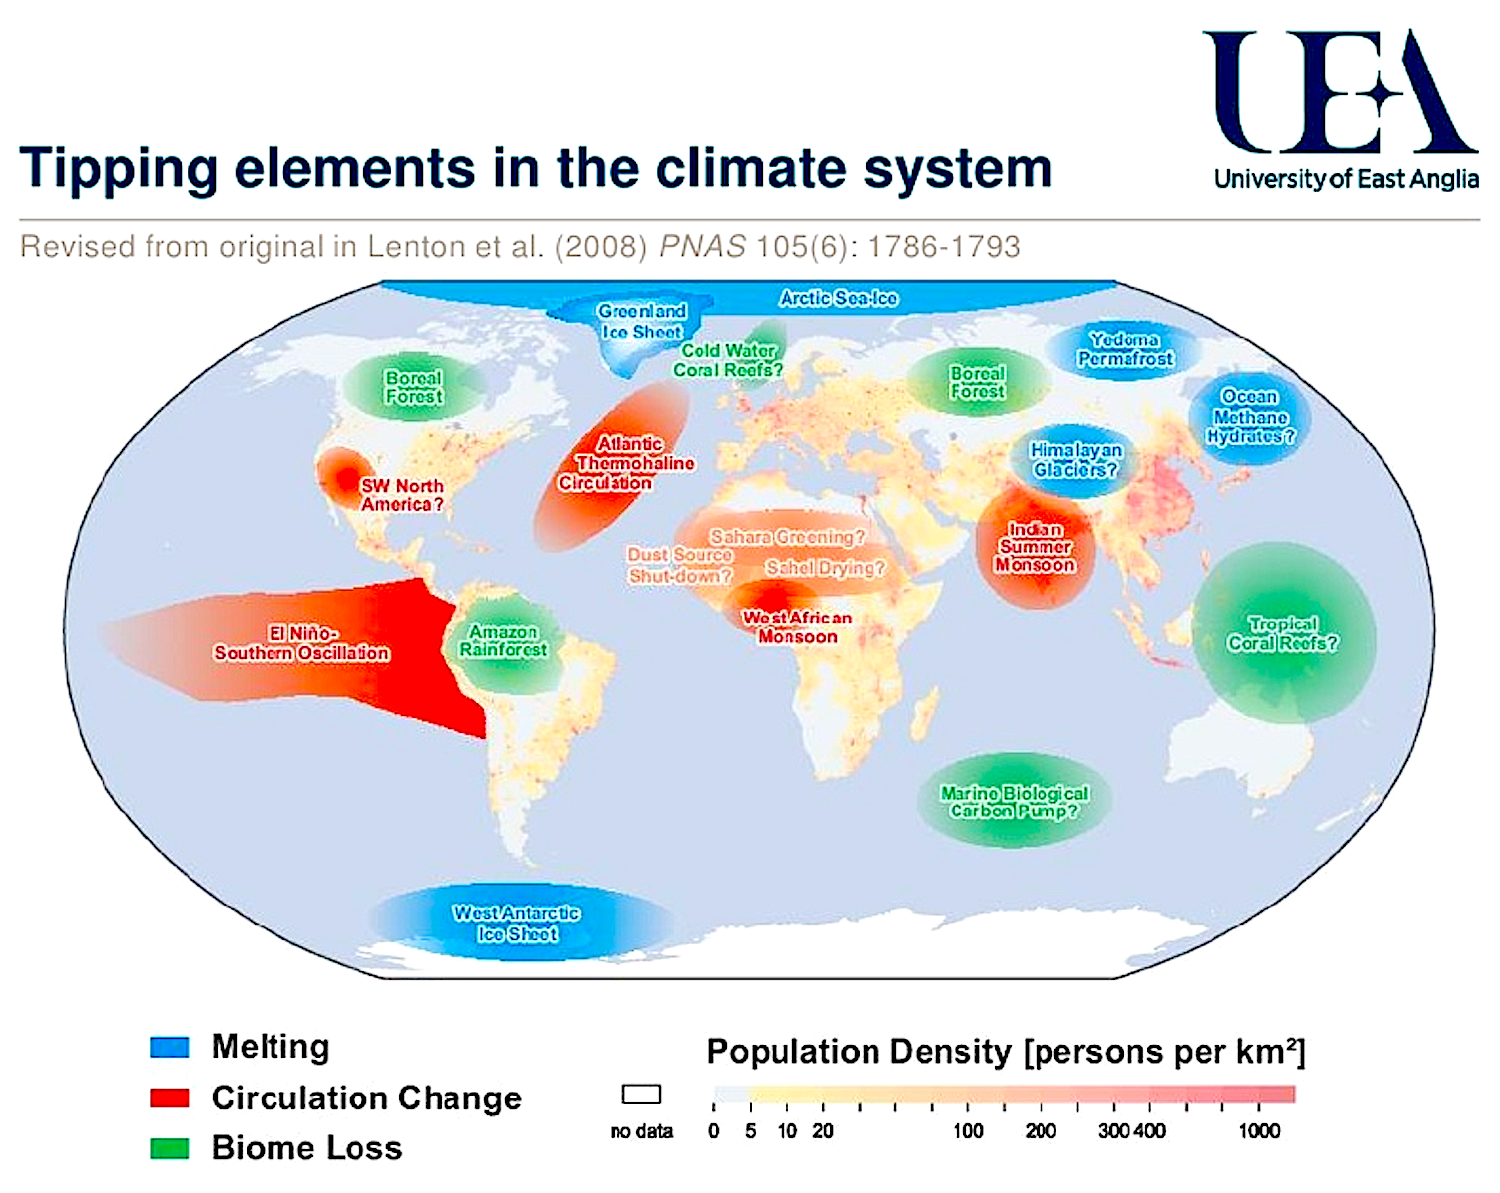 UEA
University of East Anglia
Tipping elements in the climate system
Revised from original in Lenton et al. (2008) PNAS 105(6): 1786-1793
Arctic Sea-Ice
Greenland
Ice Sheet
Cold Water
Coral Reefs?
Yedoma
Permafrost
Boreal
Forest
Boreal
Forest
Ocean
Methane
Hydrates?
Atlantic
Thermohaline
Circulation
Himalayan
Glaciers?
SW North
America?
Indian
Summer
Monsoon
Sahara Greening?
Dust Source
Shut-down?
Sahel Drying?
West African
Monsoon
El Niño-
Southern Oscillation
Amazon
Rainforest
Tropical
Coral Reefs?
Marine Biological
Carbon Pump?
West Antarctic
Ice Sheet
Melting
Circulation Change
Biome Loss
no data
Population Density [persons per km²]
0 5 10 20 100 200 300 400 1000